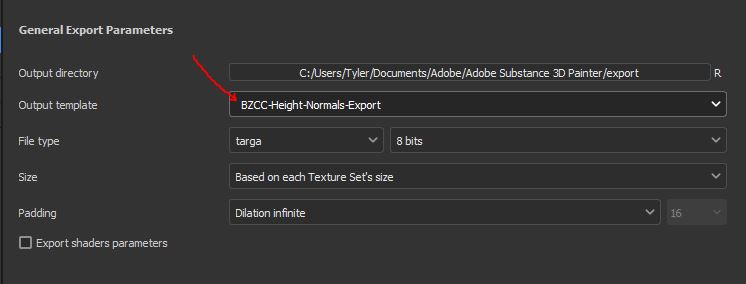 General Export Parameters
Output directory C:/Users/Tyler/Documents/Adobe/Adobe Substance 3D Painter/export R
Output template BZCC-Height-Normals-Export
File type targa 8 bits
Size Based on each Texture Set's size
Padding Dilation infinite 16
Export shaders parameters